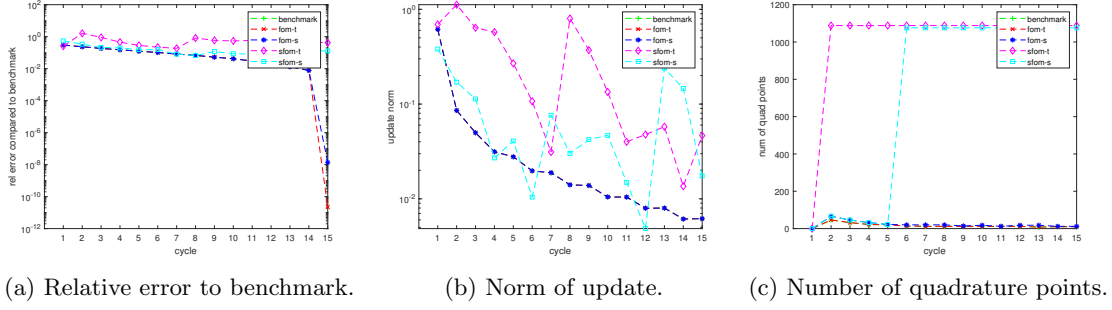 rel error compared to benchmark
10^2
10^0
10^-2
10^-4
10^-6
10^-8
10^-10
10^-12
1 2 3 4 5 6 7 8 9 10 11 12 13 14 15
cycle
benchmark
fom-t
fom-s
sfom-t
sfom-s
(a) Relative error to benchmark.
update norm
10^0
10^-1
10^-2
1 2 3 4 5 6 7 8 9 10 11 12 13 14 15
cycle
benchmark
fom-t
fom-s
sfom-t
sfom-s
(b) Norm of update.
num of quad points
1200
1000
800
600
400
200
0
1 2 3 4 5 6 7 8 9 10 11 12 13 14 15
cycle
benchmark
fom-t
fom-s
sfom-t
sfom-s
(c) Number of quadrature points.